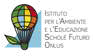 Istituto
per l'Ambiente
e l'Educazione
Scholé Futuro
Onlus